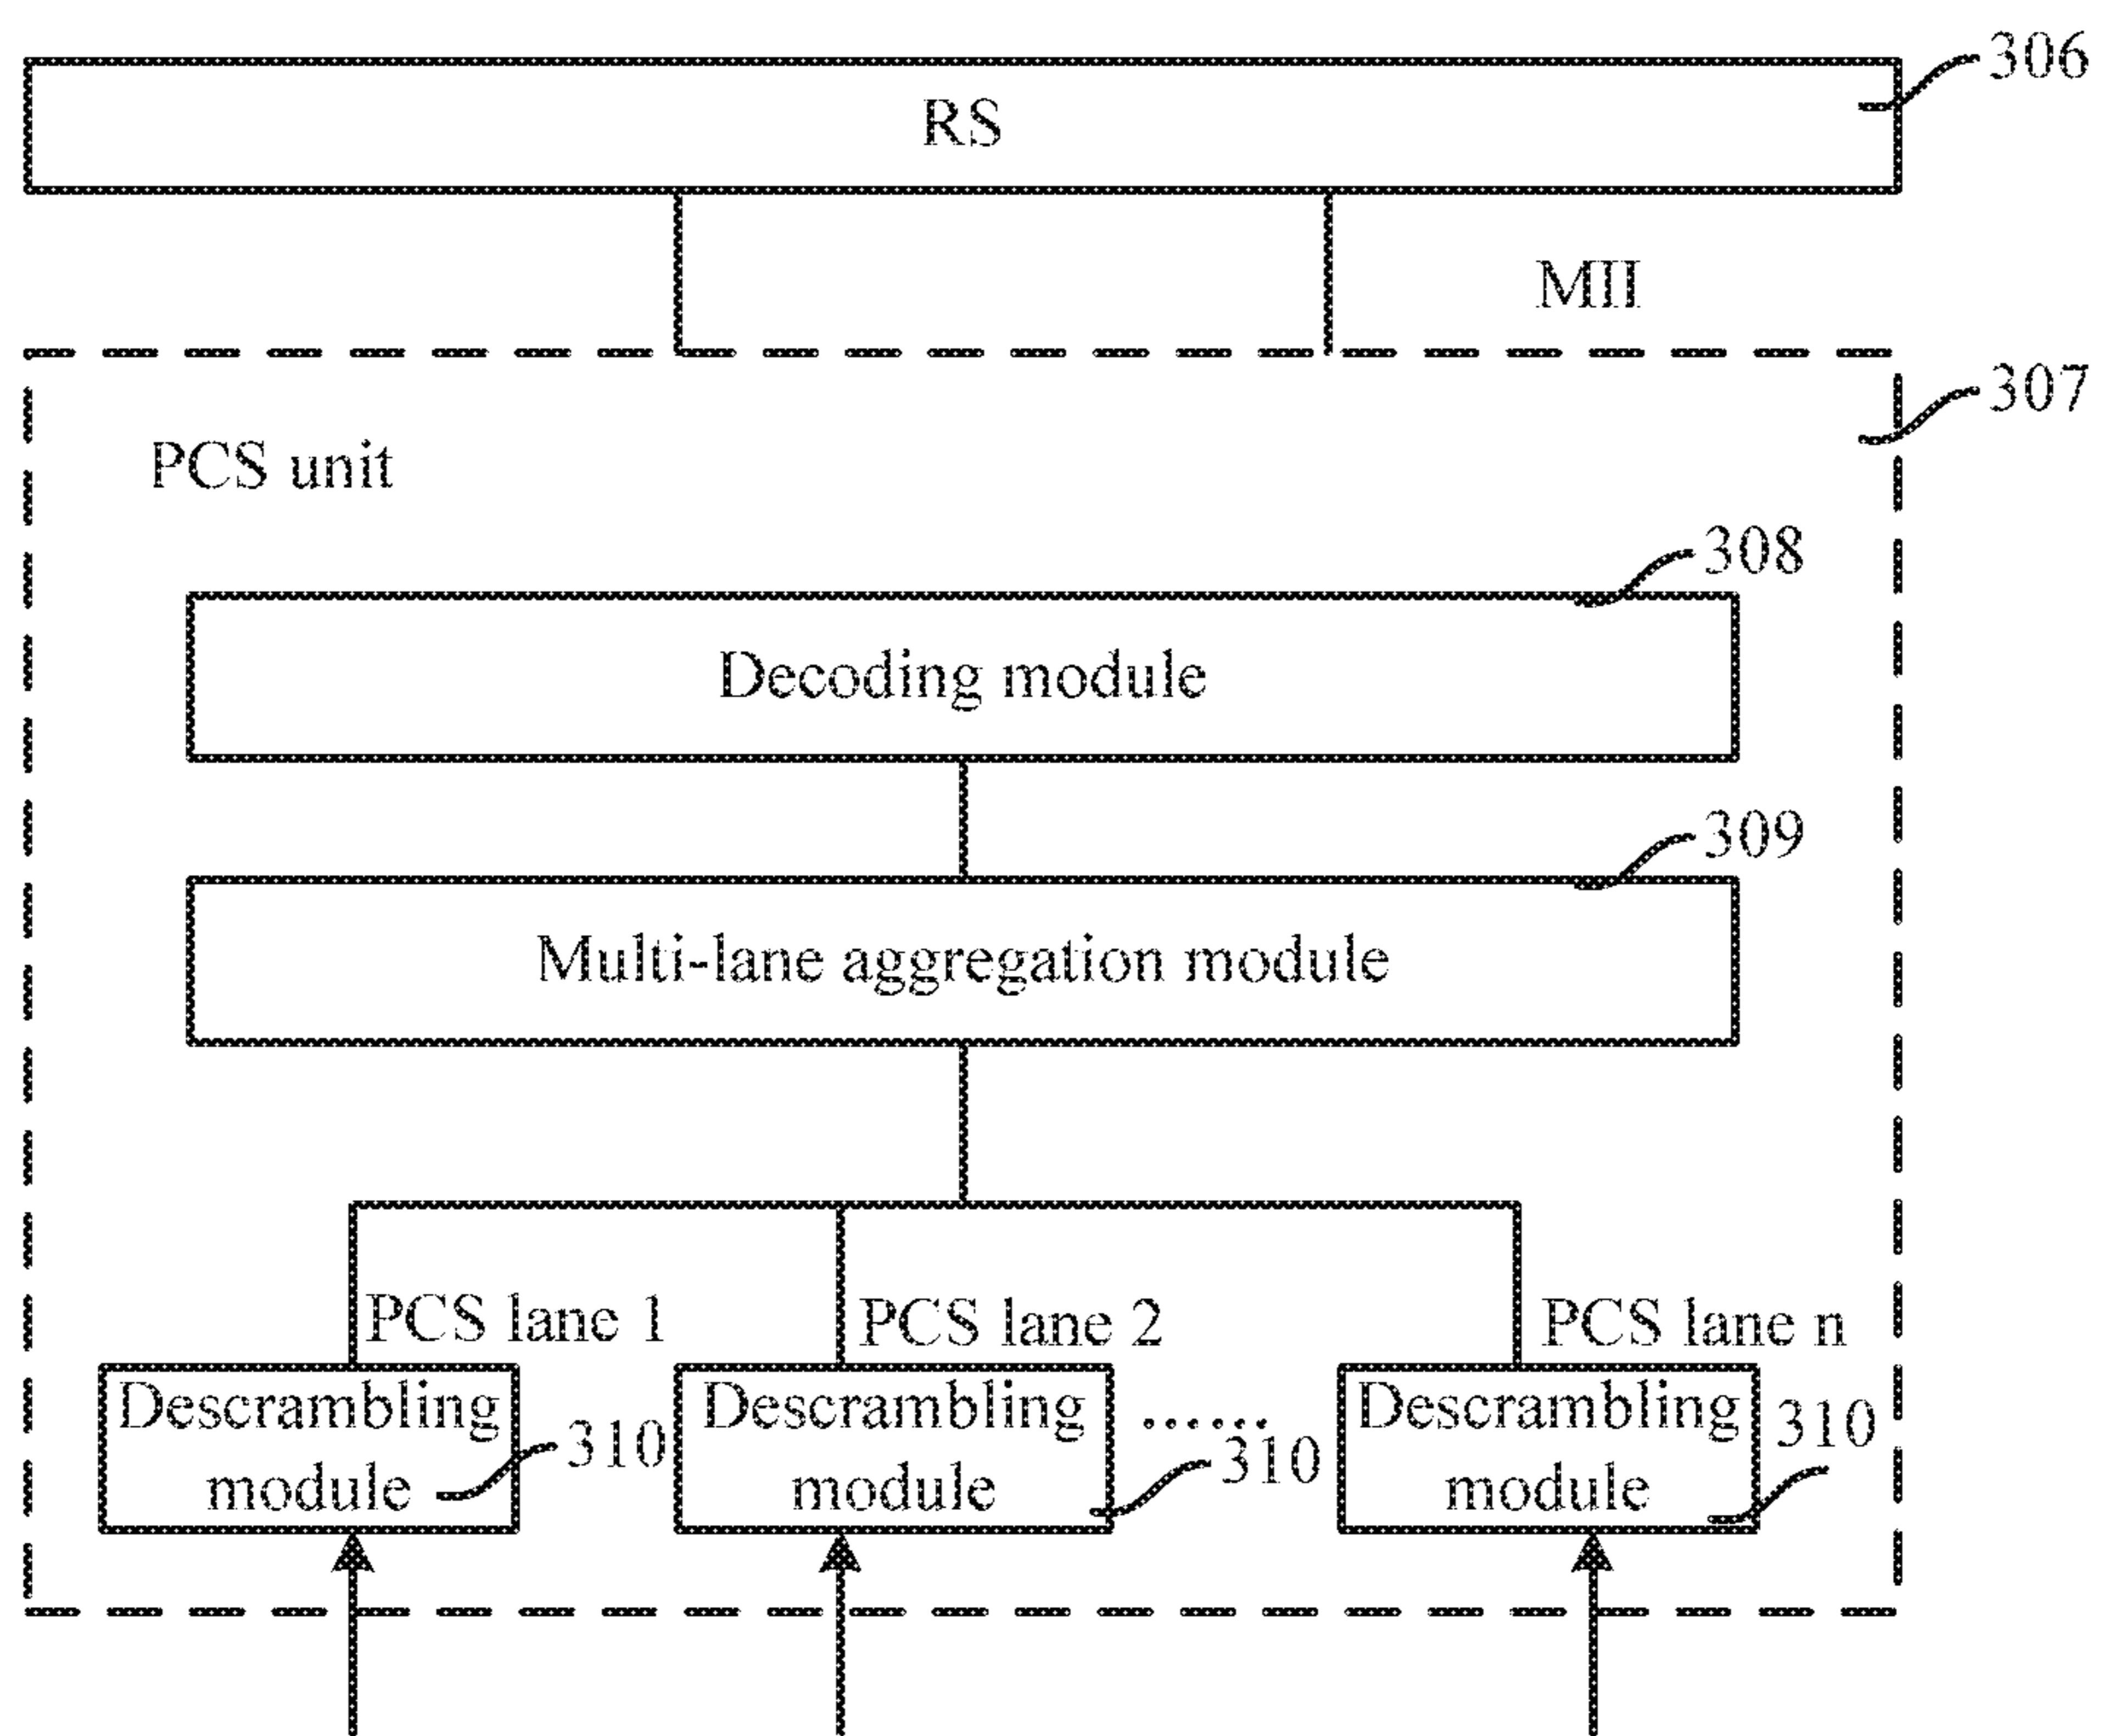 306
RS
MII
307
PCS unit
308
Decoding module
309
Multi-lane aggregation module
PCS lane 1
PCS lane 2
PCS lane n
Descrambling
module
310
Descrambling
module
......
310
Descrambling
module
310